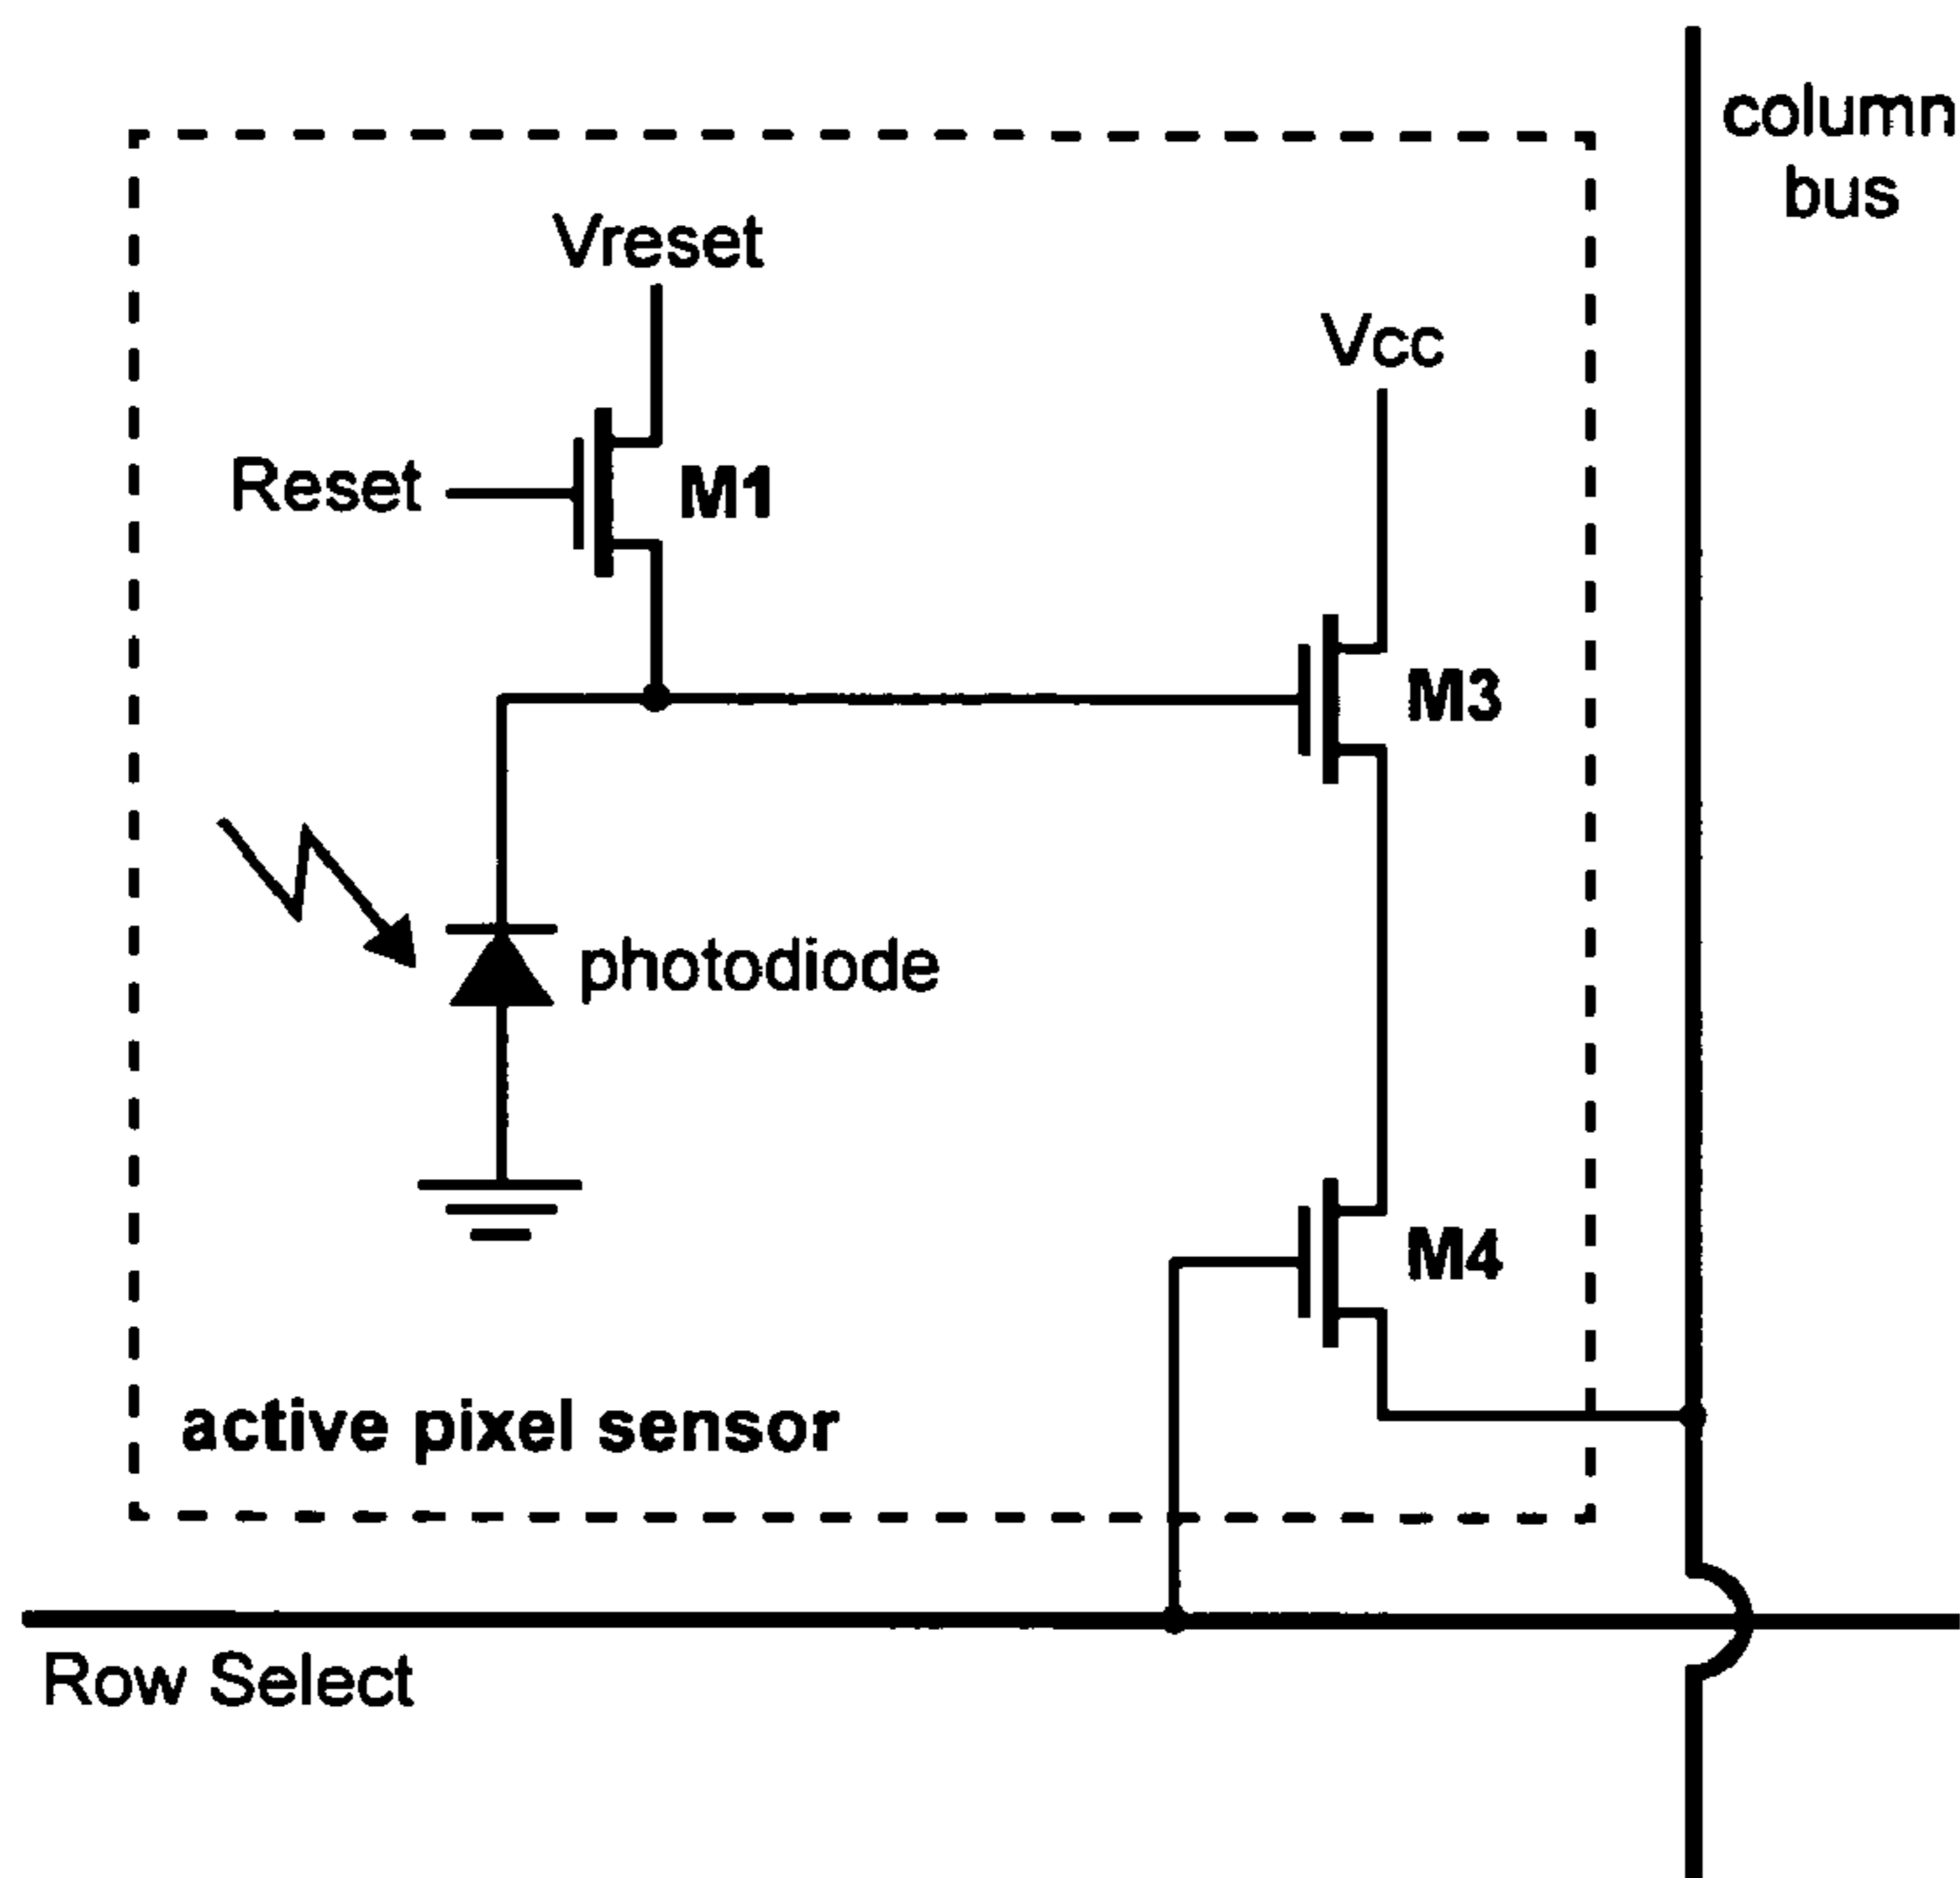 column
bus
Vreset
Vcc
Reset
M1
M3
photodiode
M4
active pixel sensor
Row Select